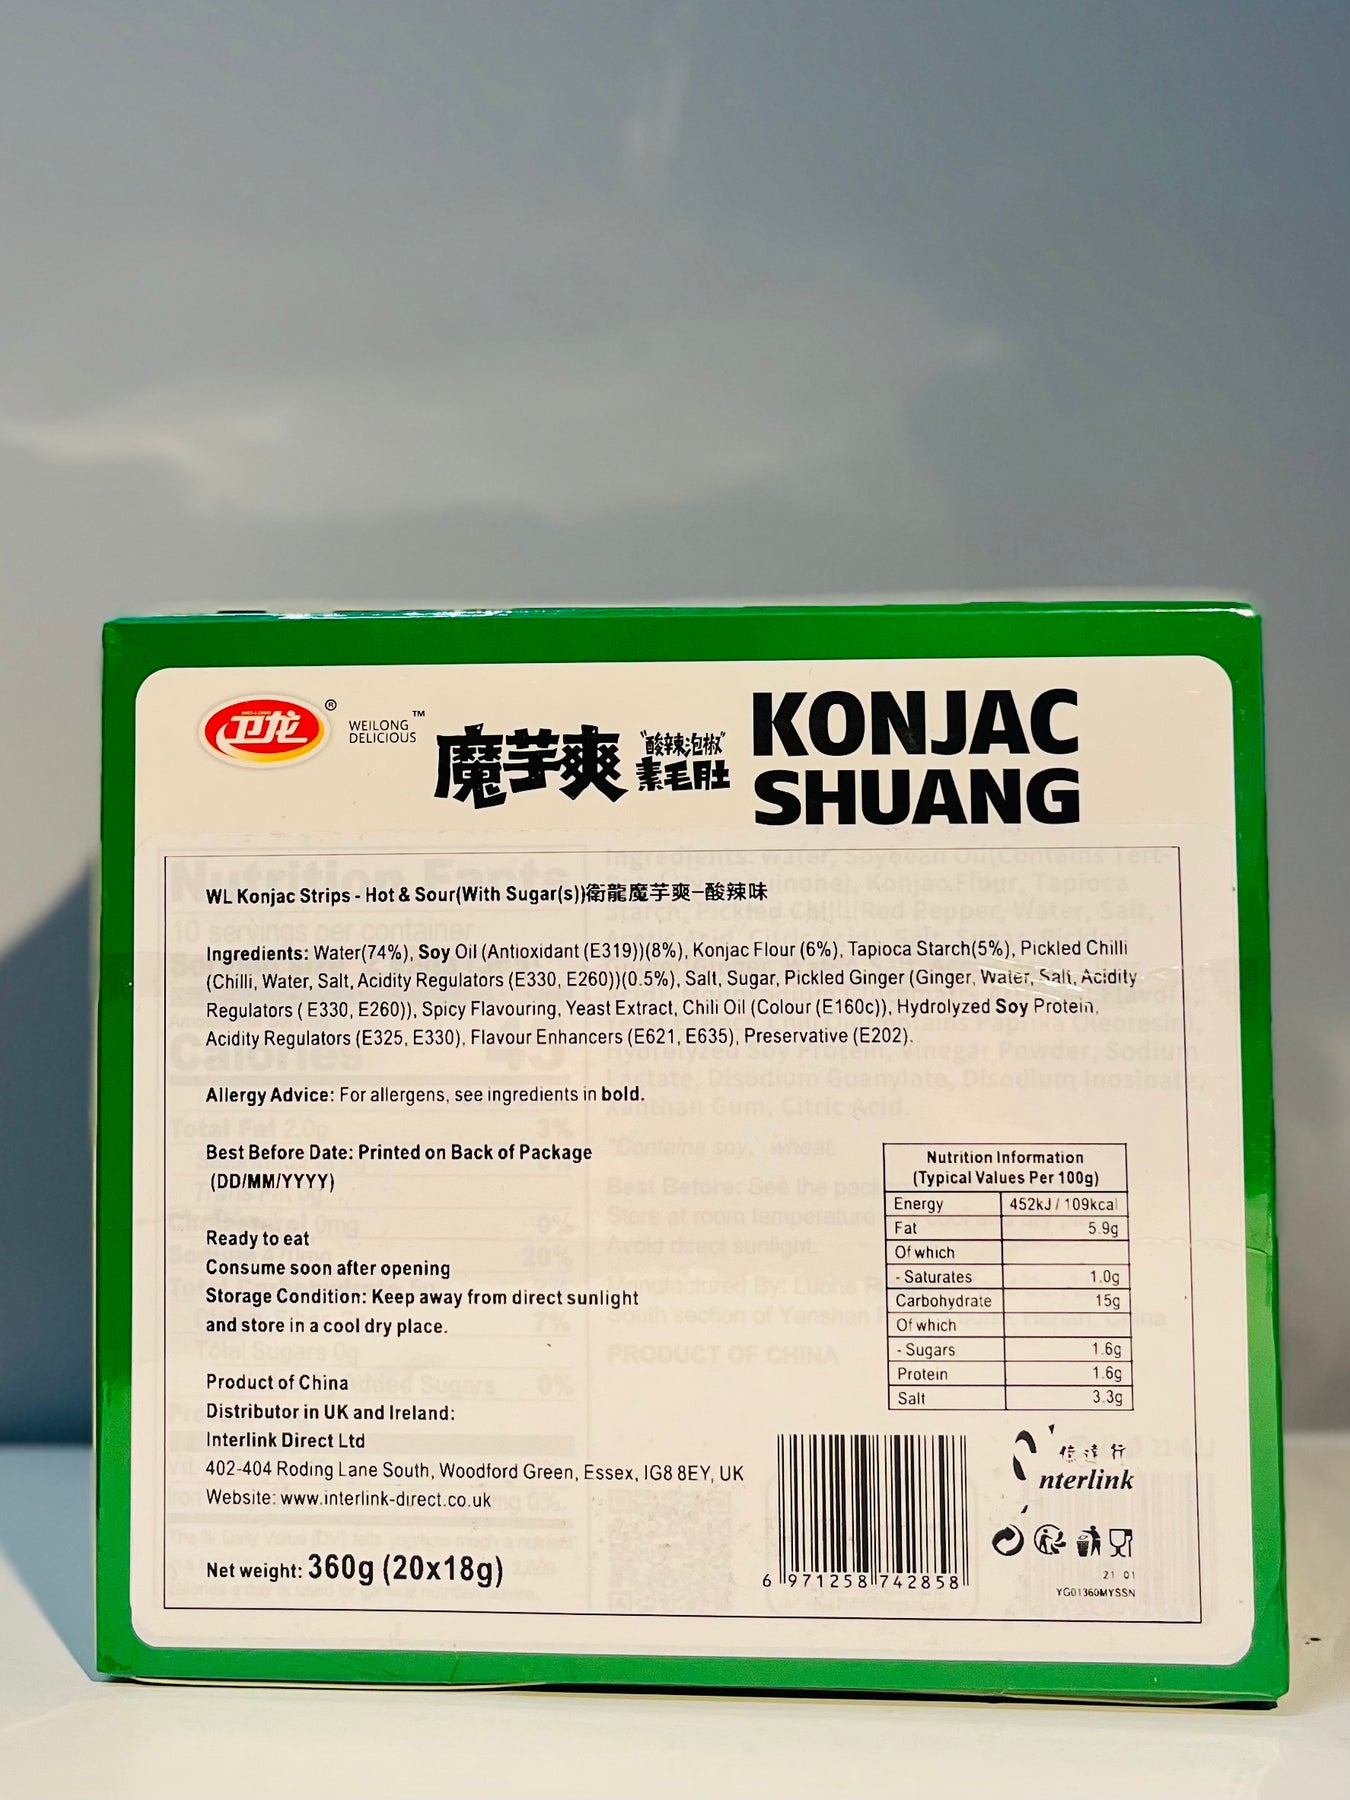 卫龙®
WEILONG™
DELICIOUS
魔芋爽
"酸辣泡椒"
素毛肚
KONJAC
SHUANG
WL Konjac Strips - Hot & Sour(With Sugar(s))衛龍魔芋爽–酸辣味
Ingredients: Water(74%), Soy Oil (Antioxidant (E319))(8%), Konjac Flour (6%), Tapioca Starch(5%), Pickled Chilli
(Chilli, Water, Salt, Acidity Regulators (E330, E260))(0.5%), Salt, Sugar, Pickled Ginger (Ginger, Water, Salt, Acidity
Regulators ( E330, E260)), Spicy Flavouring, Yeast Extract, Chili Oil (Colour (E160c)), Hydrolyzed Soy Protein,
Acidity Regulators (E325, E330), Flavour Enhancers (E621, E635), Preservative (E202).
Allergy Advice: For allergens, see ingredients in bold.
Best Before Date: Printed on Back of Package
(DD/MM/YYYY)
Ready to eat
Consume soon after opening
Storage Condition: Keep away from direct sunlight
and store in a cool dry place.
Product of China
Distributor in UK and Ireland:
Interlink Direct Ltd
402-404 Roding Lane South, Woodford Green, Essex, IG8 8EY, UK
Website: www.interlink-direct.co.uk
Net weight: 360g (20x18g)
Nutrition Information
(Typical Values Per 100g)
Energy 452kJ / 109kcal
Fat 5.9g
Of which
- Saturates 1.0g
Carbohydrate 15g
Of which
- Sugars 1.6g
Protein 1.6g
Salt 3.3g
6 971258 742858
億達行
nterlink
21 01
YG01360MYSSN